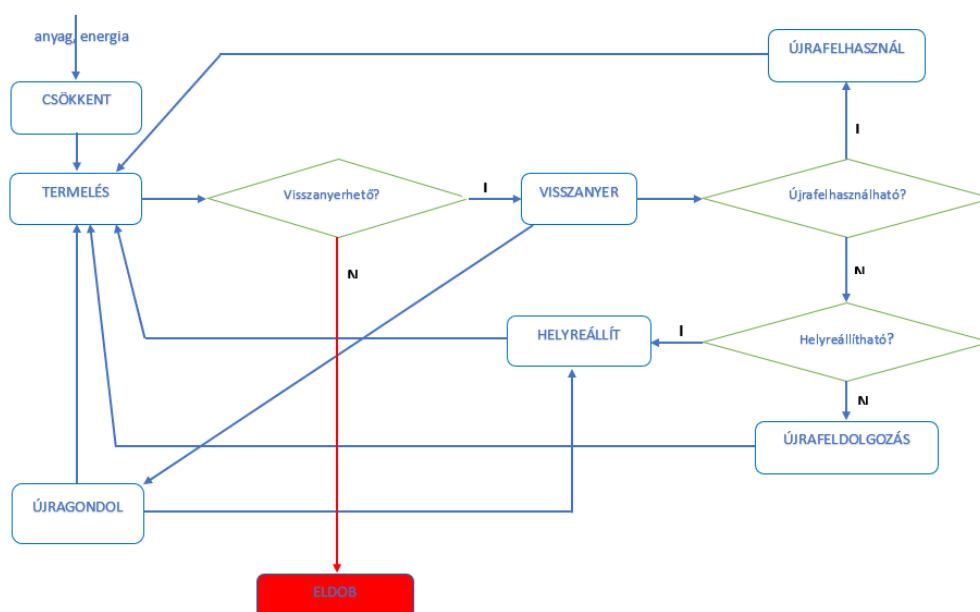 anyag, energia
ÚJRAFELHASZNÁL
CSÖKKENT
I
TERMELÉS
Visszanyerhető?
I
VISSZANYER
Újrafelhasználható?
N
N
HELYREÁLLÍT
I
Helyreállítható?
N
ÚJRAFELDOLGOZÁS
ÚJRAGONDOL
ELDOB